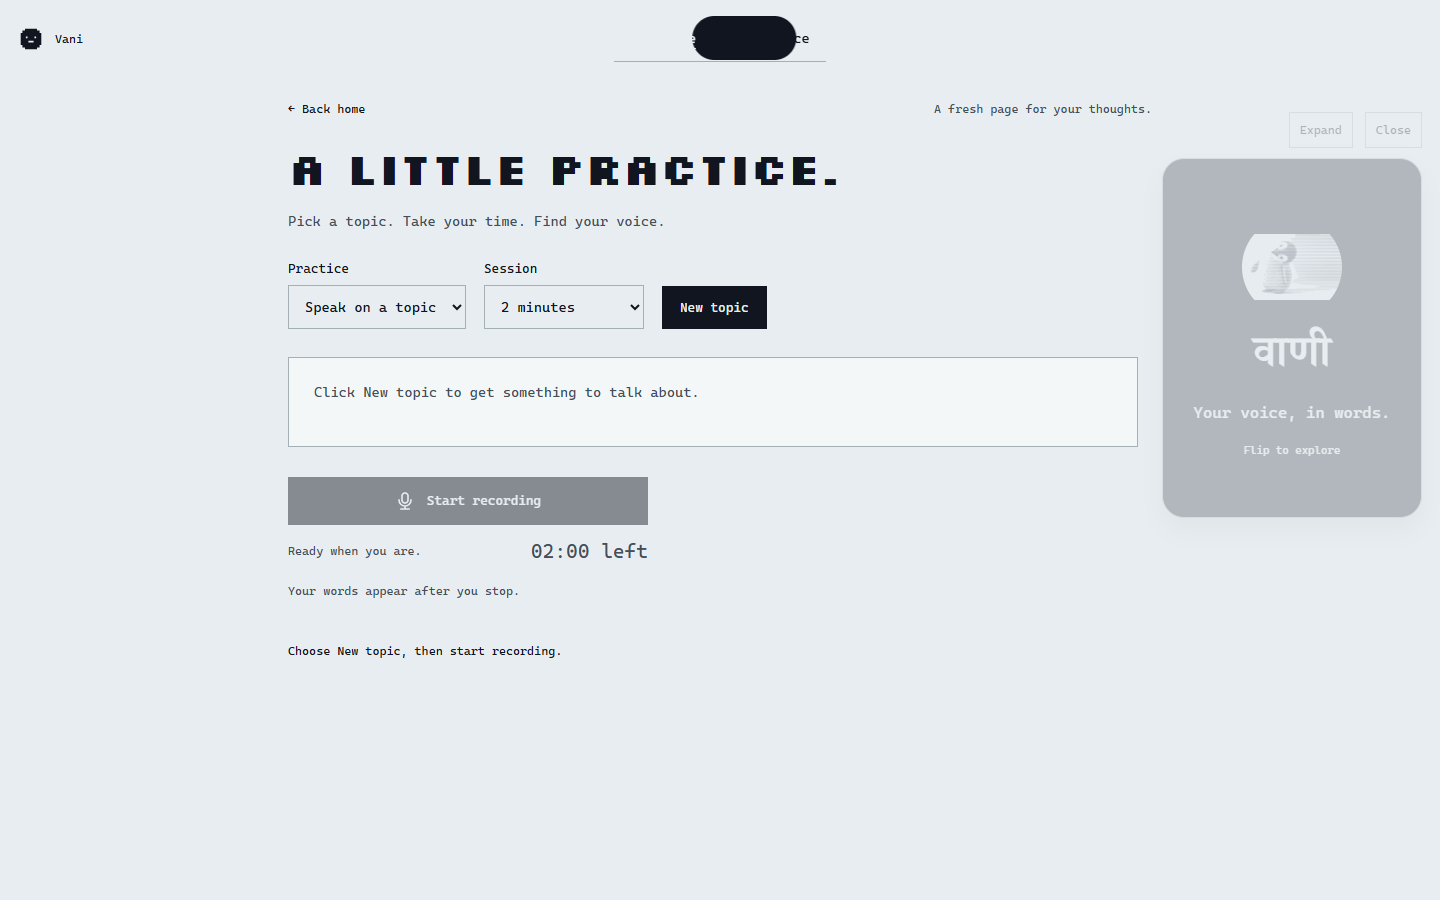 Vani
← Back home
A fresh page for your thoughts.
Expand
Close
A LITTLE PRACTICE.
Pick a topic. Take your time. Find your voice.
Practice
Session
Speak on a topic
2 minutes
New topic
Click New topic to get something to talk about.
वाणी
Your voice, in words.
Flip to explore
Start recording
Ready when you are.
02:00 left
Your words appear after you stop.
Choose New topic, then start recording.